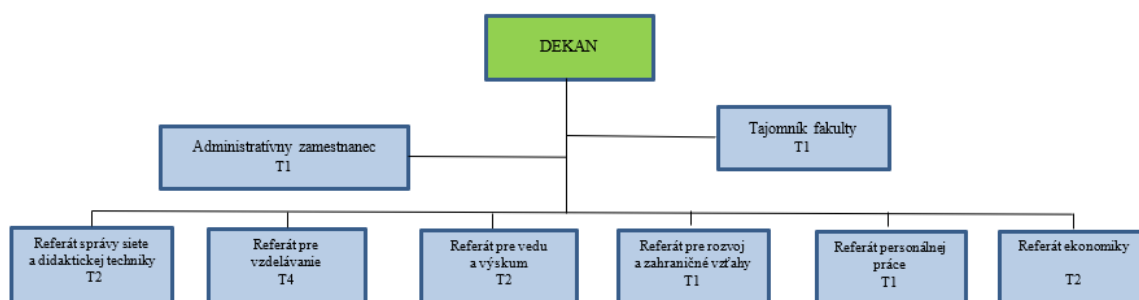 DEKAN
Tajomník fakulty
T1
Administratívny zamestnanec
T1
Referát správy siete
a didaktickej techniky
T2
Referát pre
vzdelávanie
T4
Referát pre vedu
a výskum
T2
Referát pre rozvoj
a zahraničné vzťahy
T1
Referát personálnej
práce
T1
Referát ekonomiky
T2